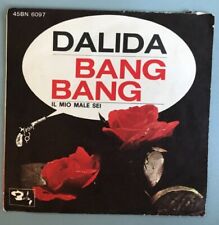 45BN 6097
DALIDA
BANG
BANG
IL MIO MALE SEI